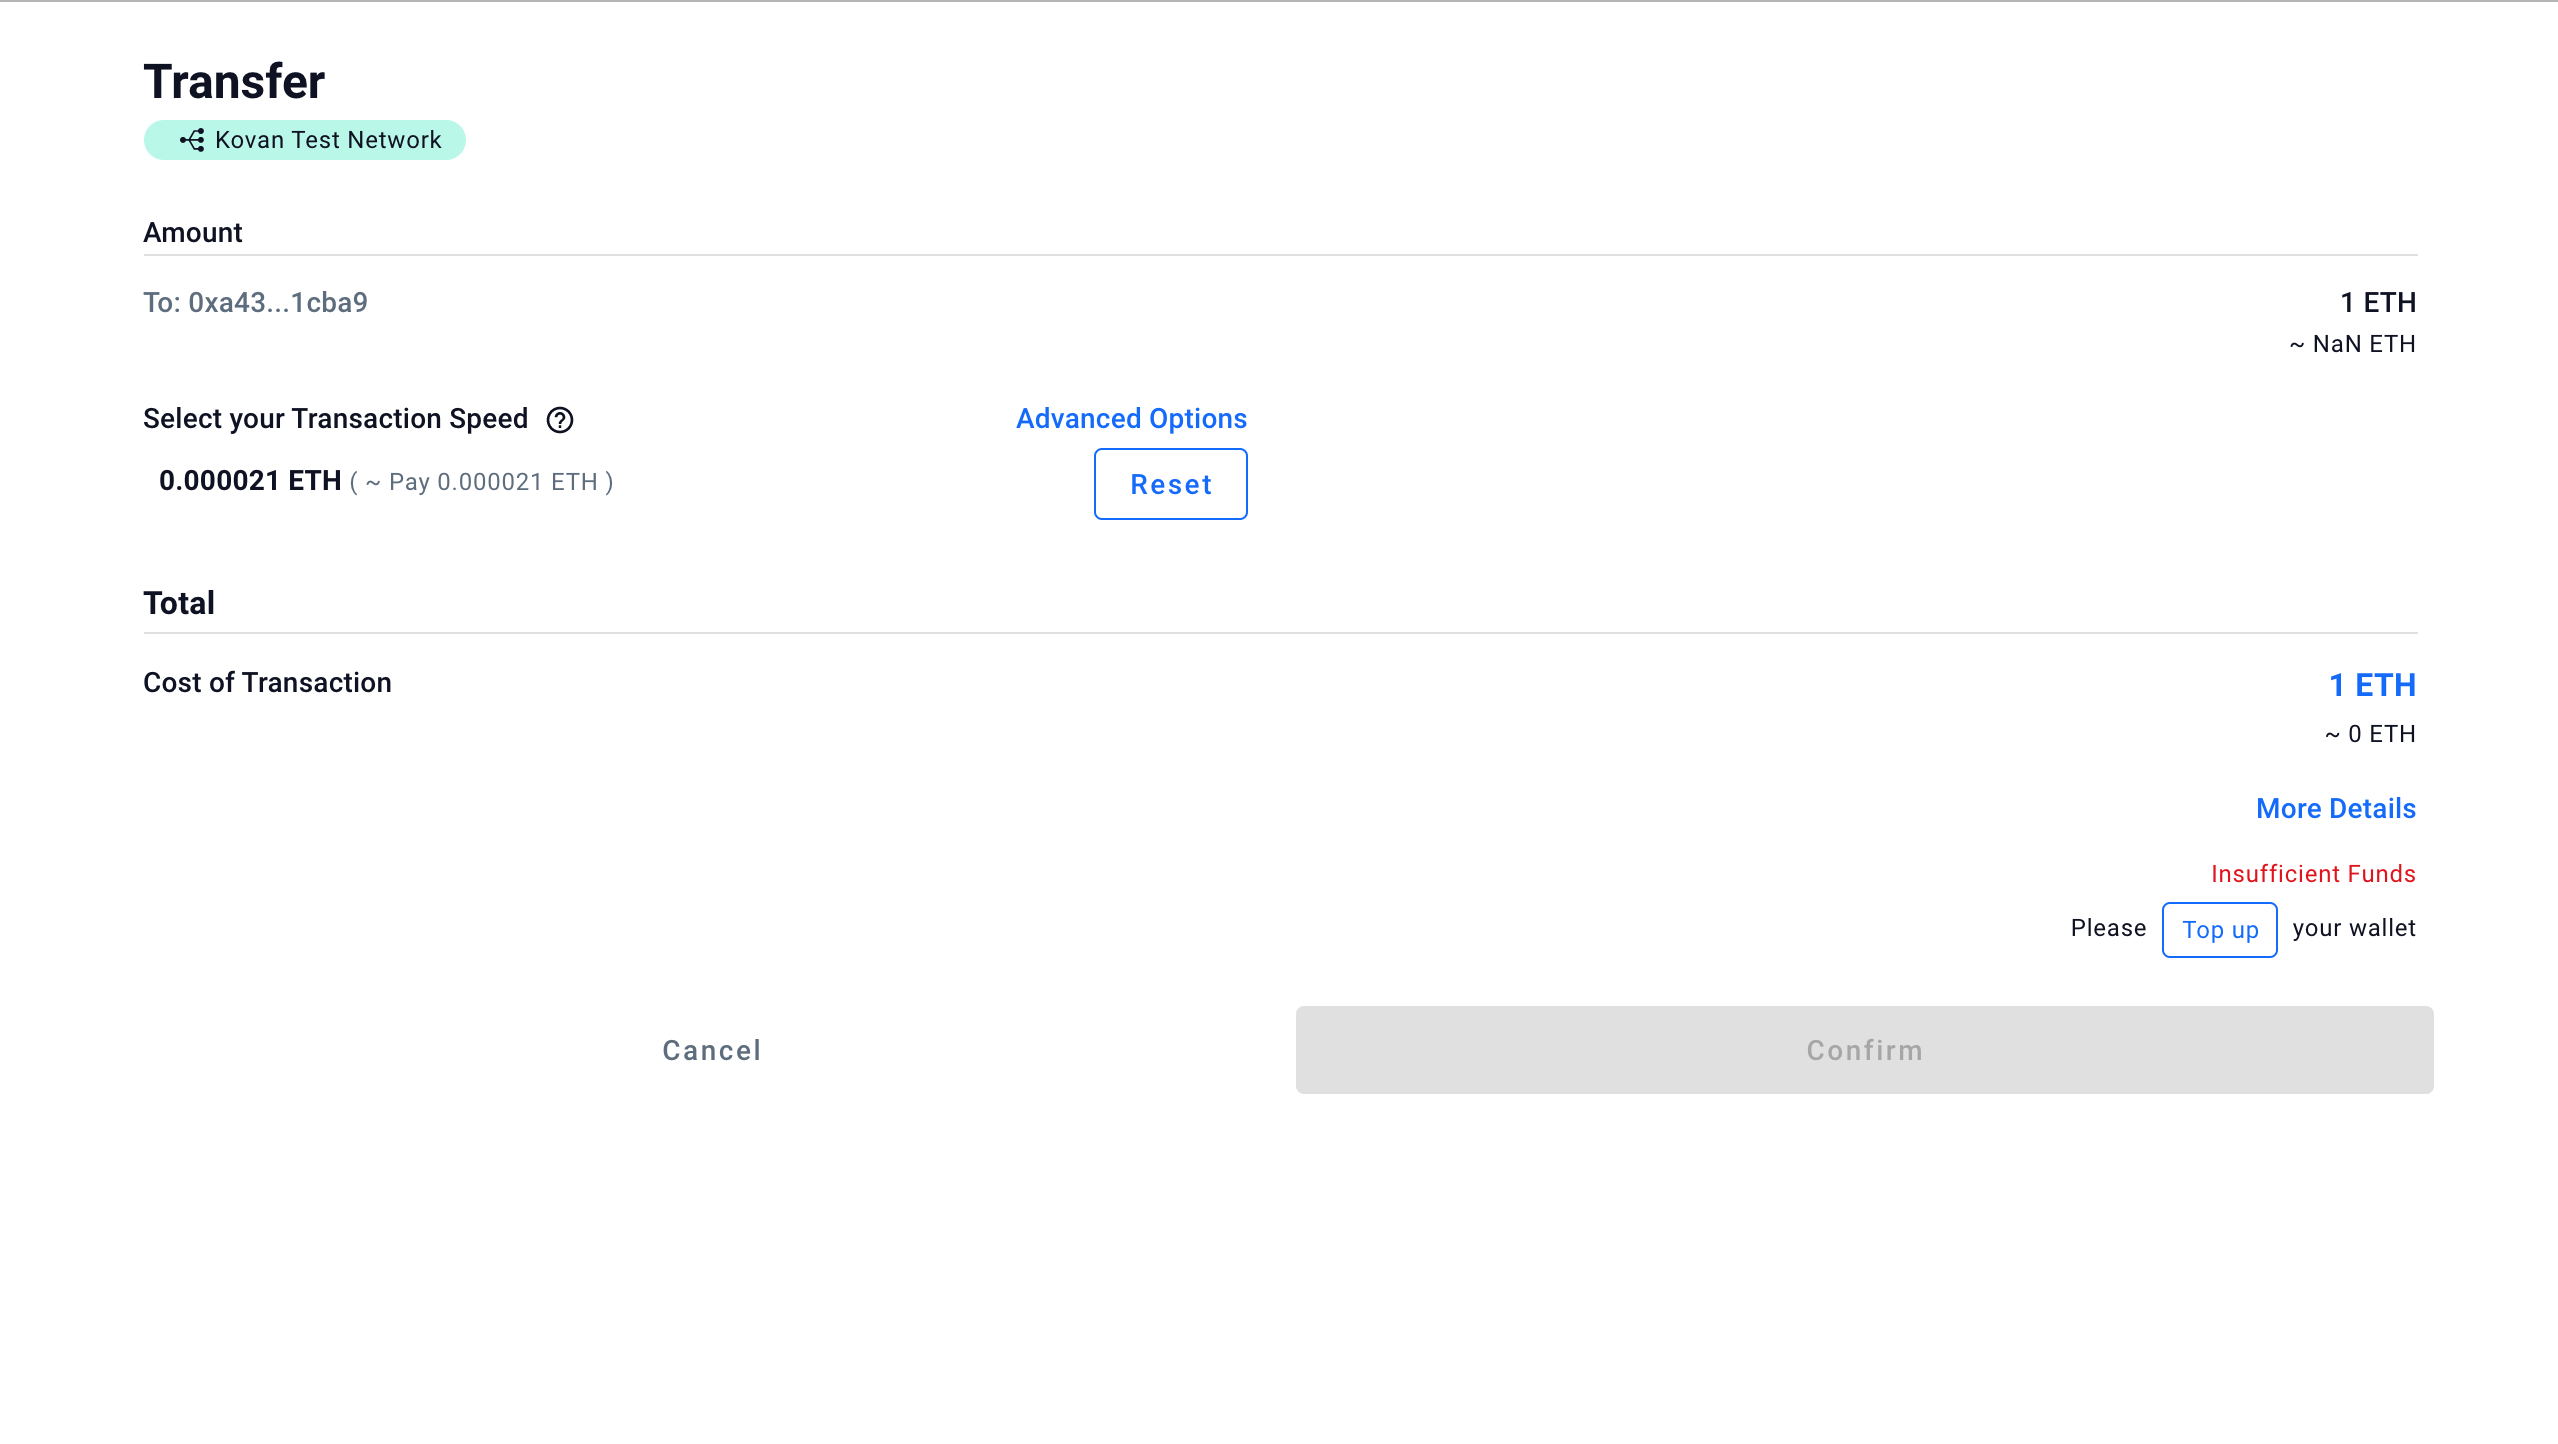 Transfer
Kovan Test Network
Amount
To: 0xa43...1cba9
1 ETH
~ NaN ETH
Select your Transaction Speed
Advanced Options
0.000021 ETH ( ~ Pay 0.000021 ETH )
Reset
Total
Cost of Transaction
1 ETH
~ 0 ETH
More Details
Insufficient Funds
Please Top up your wallet
Cancel
Confirm